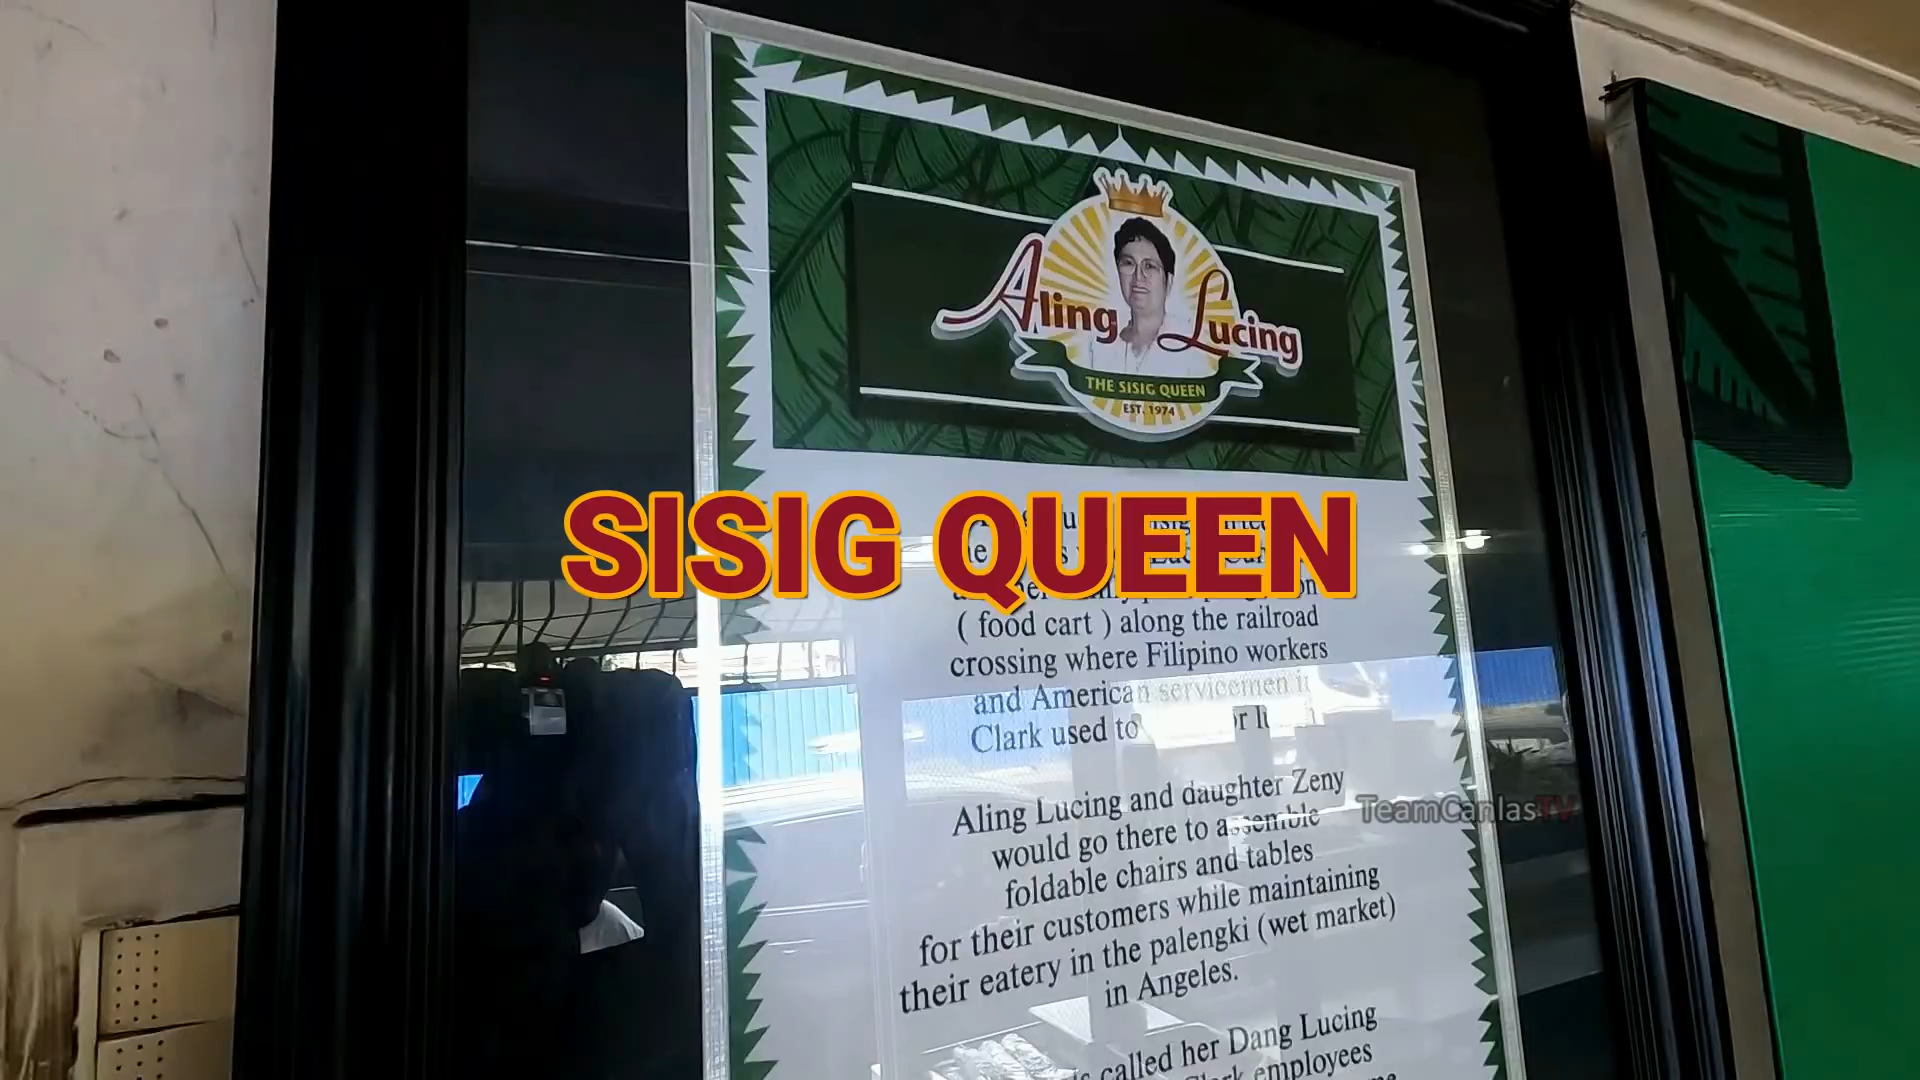 Aling Lucing
THE SISIG QUEEN
EST. 1974
SISIG QUEEN
( food cart ) along the railroad
crossing where Filipino workers
and American servicemen in
Clark used to
Aling Lucing and daughter Zeny
would go there to assemble
foldable chairs and tables
for their customers while maintaining
their eatery in the palengki (wet market)
in Angeles.
called her Dang Lucing
employees
TeamCanlasTV